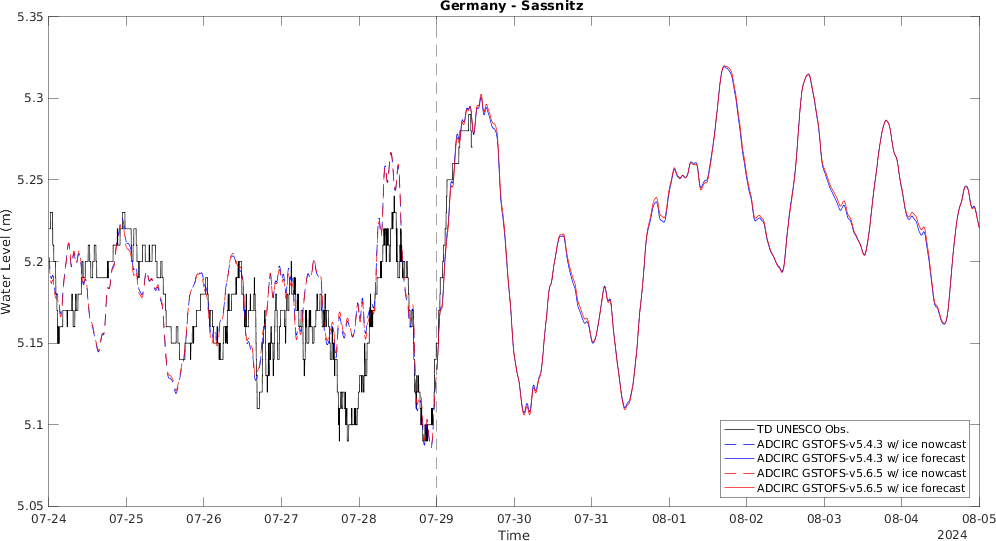 Germany - Sassnitz
5.35
5.3
5.25
5.2
5.15
5.1
5.05
Water Level (m)
TD UNESCO Obs.
ADCIRC GSTOFS-v5.4.3 w/ ice nowcast
ADCIRC GSTOFS-v5.4.3 w/ ice forecast
ADCIRC GSTOFS-v5.6.5 w/ ice nowcast
ADCIRC GSTOFS-v5.6.5 w/ ice forecast
07-24 07-25 07-26 07-27 07-28 07-29 07-30 07-31 08-01 08-02 08-03 08-04 08-05
Time
2024